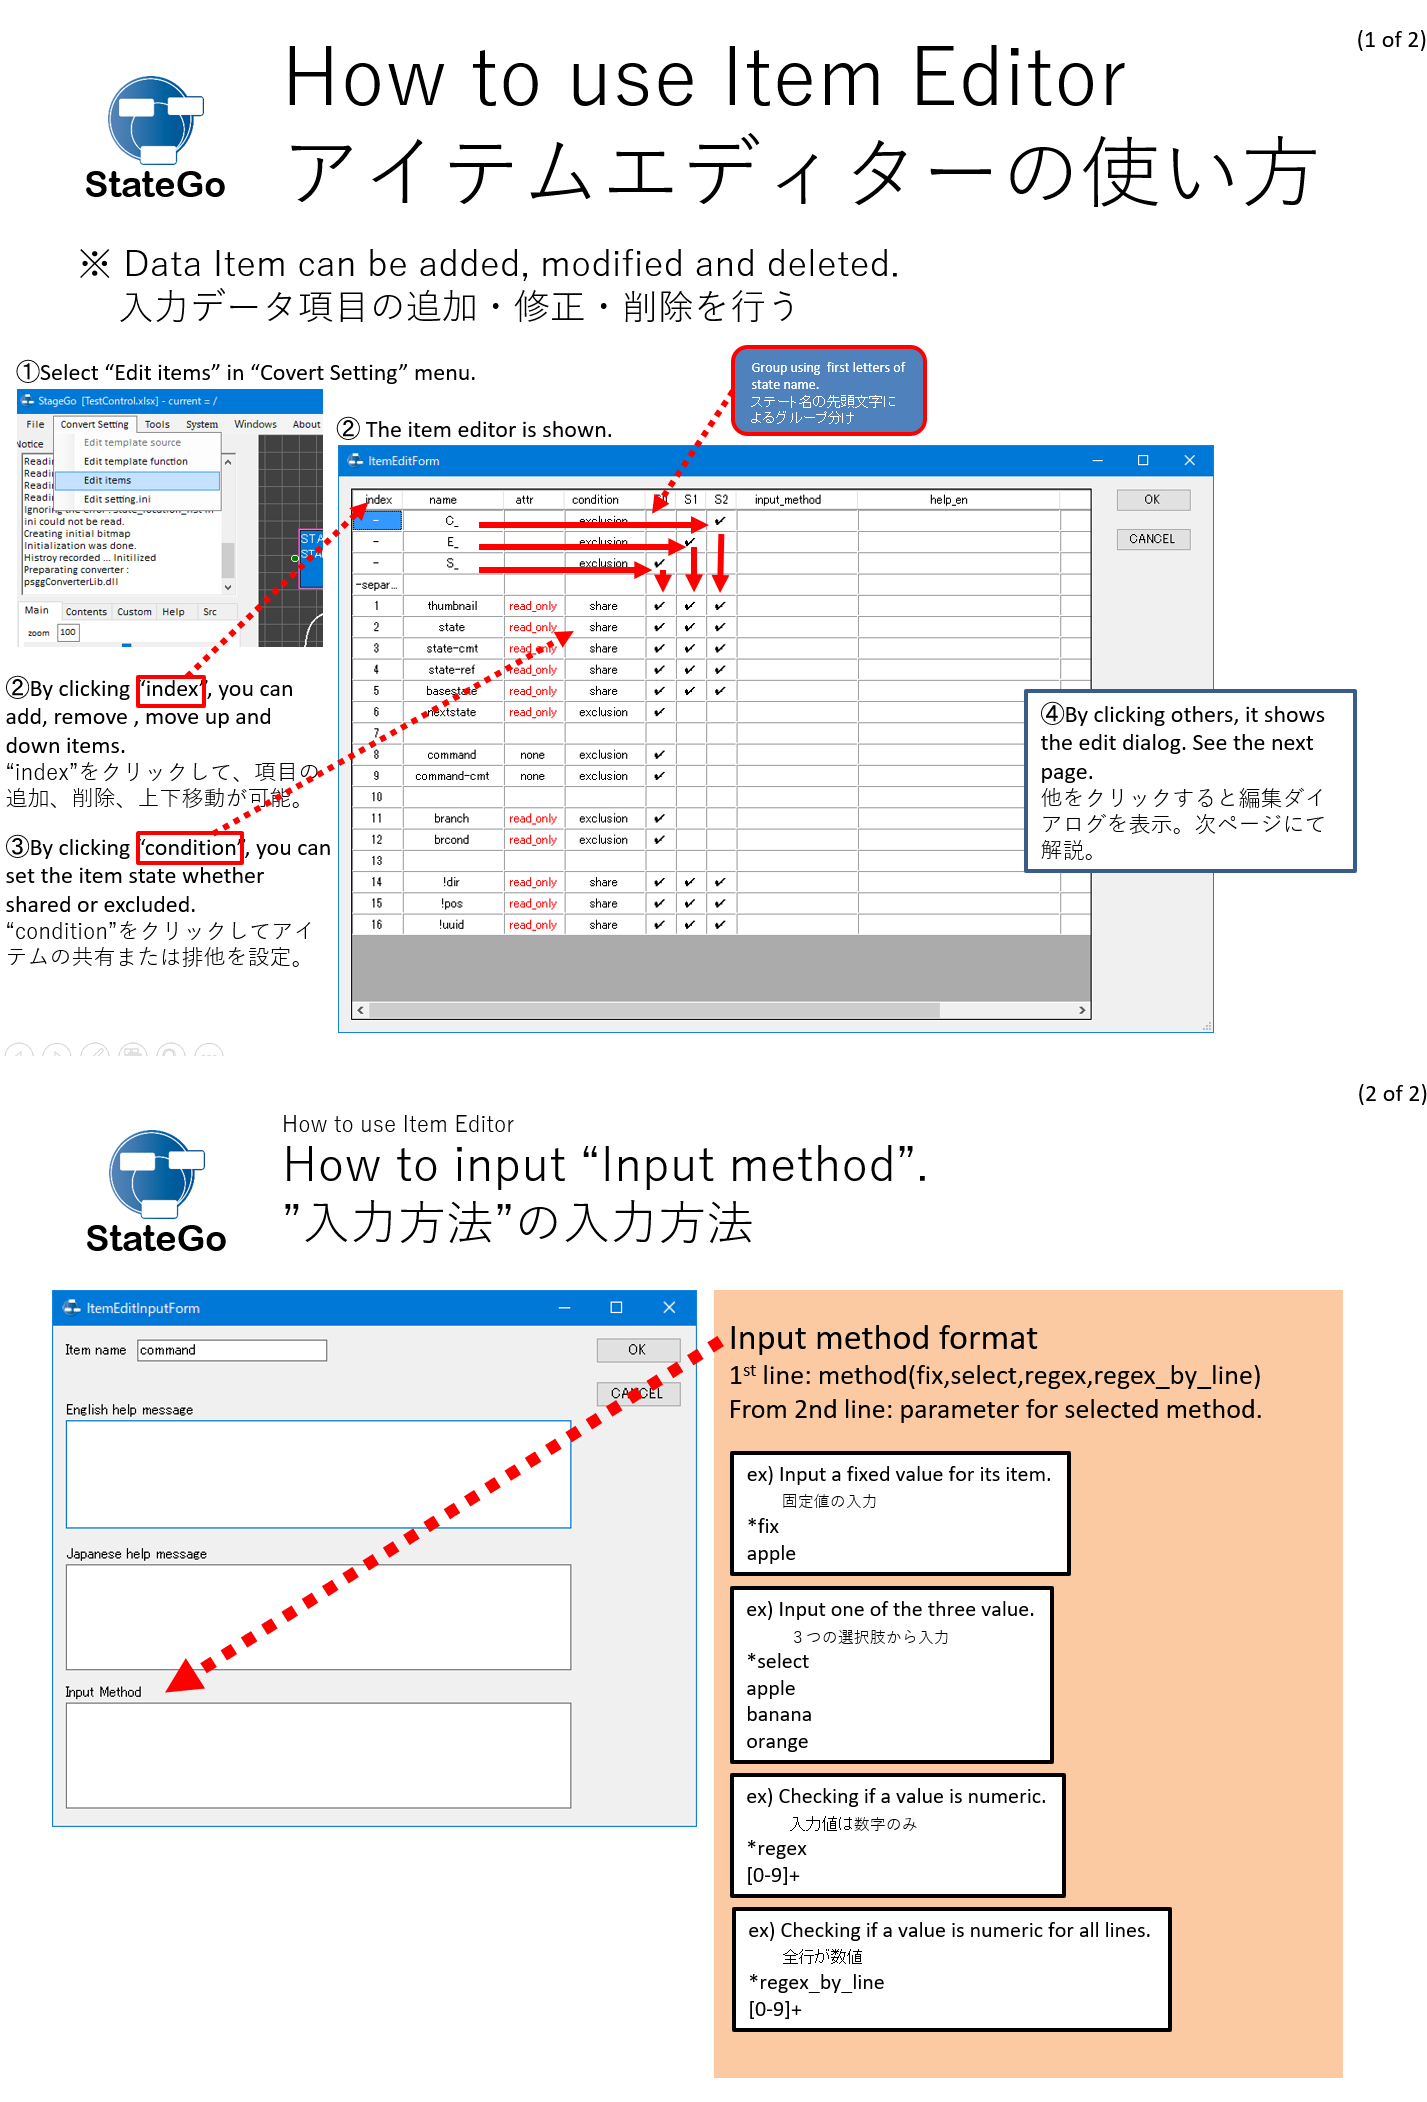 (1 of 2)
How to use Item Editor
アイテムエディターの使い方
StateGo
※ Data Item can be added, modified and deleted.
入力データ項目の追加・修正・削除を行う
①Select “Edit items” in “Covert Setting” menu.
StageGo [TestControl.xlsx] - current = /
File Convert Setting Tools System Windows About
Notice Edit template source
Edit template function
Edit items
Edit setting.ini
ini could not be read.
Creating initial bitmap
Initialization was done.
Histroy recorded ... Initilized
Preparating converter :
psggConverterLib.dll
Main Contents Custom Help Src
zoom 100
Group using first letters of
state name.
ステート名の先頭文字に
よるグループ分け
② The item editor is shown.
ItemEditForm
index name attr condition S1 S2 input_method help_en
OK
CANCEL
- C_ exclusion ✔
- E_ exclusion ✔
- S_ exclusion ✔
-separ...
1 thumbnail read_only share ✔ ✔ ✔
2 state read_only share ✔ ✔ ✔
3 state-cmt read_only share ✔ ✔ ✔
4 state-ref read_only share ✔ ✔ ✔
5 basestate read_only share ✔ ✔ ✔
6 nextstate read_only exclusion ✔
7
8 command none exclusion ✔
9 command-cmt none exclusion ✔
10
11 branch read_only exclusion ✔
12 brcond read_only exclusion ✔
13
14 !dir read_only share ✔ ✔ ✔
15 !pos read_only share ✔ ✔ ✔
16 !uuid read_only share ✔ ✔ ✔
②By clicking “index”, you can
add, remove , move up and
down items.
“index”をクリックして、項目の
追加、削除、上下移動が可能。
③By clicking “condition”, you can
set the item state whether
shared or excluded.
“condition”をクリックしてアイ
テムの共有または排他を設定。
④By clicking others, it shows
the edit dialog. See the next
page.
他をクリックすると編集ダイ
アログを表示。次ページにて
解説。
(2 of 2)
How to use Item Editor
How to input “Input method”.
”入力方法”の入力方法
StateGo
ItemEditInputForm
Item name command
OK
CANCEL
English help message
Japanese help message
Input Method
Input method format
1st line: method(fix,select,regex,regex_by_line)
From 2nd line: parameter for selected method.
ex) Input a fixed value for its item.
固定値の入力
*fix
apple
ex) Input one of the three value.
３つの選択肢から入力
*select
apple
banana
orange
ex) Checking if a value is numeric.
入力値は数字のみ
*regex
[0-9]+
ex) Checking if a value is numeric for all lines.
全行が数値
*regex_by_line
[0-9]+